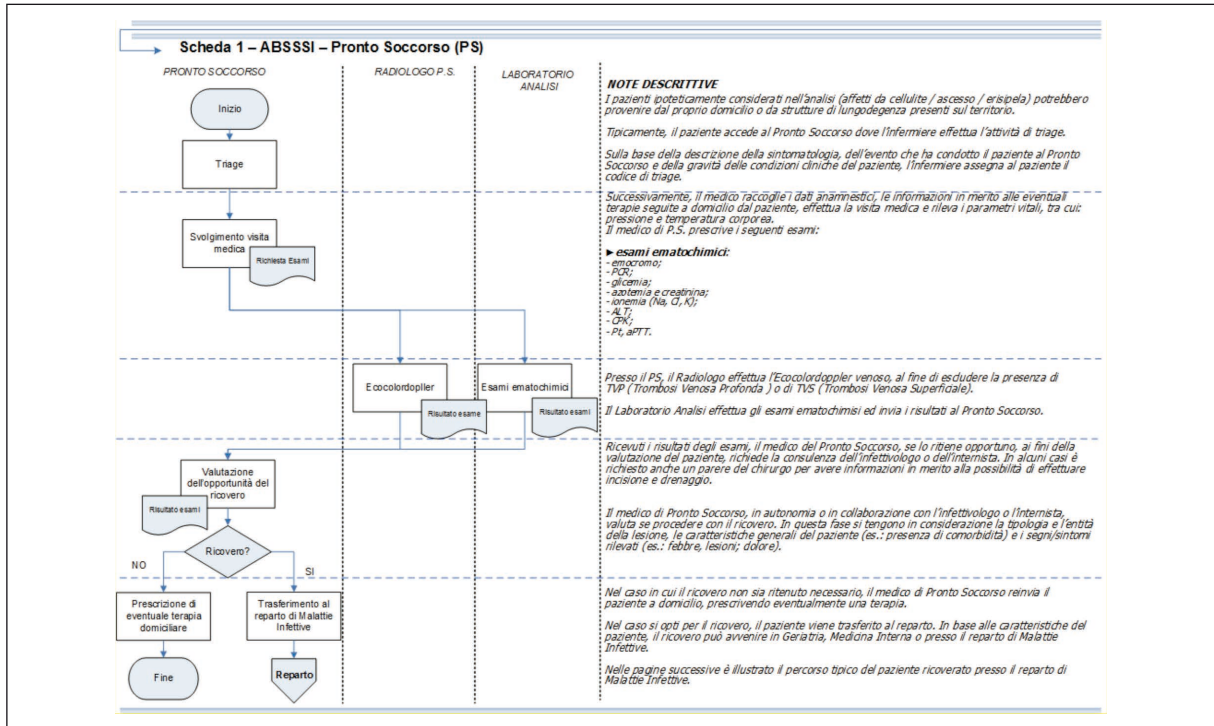 Scheda 1 – ABSSSI – Pronto Soccorso (PS)
PRONTO SOCCORSO
RADIOLOGO P.S.
LABORATORIO
ANALISI
Inizio
Triage
Svolgimento visita
medica
Richiesta Esami
Ecocolordopller
Risultato esame
Esami ematochimici
Risultato esami
Valutazione
dell'opportunità del
ricovero
Risultato esami
Ricovero?
NO
SI
Prescrizione di
eventuale terapia
domiciliare
Trasferimento al
reparto di Malattie
Infettive
Fine
Reparto
NOTE DESCRITTIVE
I pazienti ipoteticamente considerati nell'analisi (affetti da cellulite / ascesso / erisipela) potrebbero
provenire dal proprio domicilio o da strutture di lungodegenza presenti sul territorio.
Tipicamente, il paziente accede al Pronto Soccorso dove l'infermiere effettua l'attività di triage.
Sulla base della descrizione della sintomatologia, dell'evento che ha condotto il paziente al Pronto
Soccorso e della gravità delle condizioni cliniche del paziente, l'infermiere assegna al paziente il
codice di triage.
Successivamente, il medico raccoglie i dati anamnestici, le informazioni in merito alle eventuali
terapie seguite a domicilio dal paziente, effettua la visita medica e rileva i parametri vitali, tra cui:
pressione e temperatura corporea.
Il medico di P.S. prescrive i seguenti esami:
► esami ematochimici:
- emocromo;
- PCR;
- glicemia;
- azotemia e creatinina;
- ionemia (Na, Cl, K);
- ALT;
- CPK;
- Pt, aPTT.
Presso il PS, il Radiologo effettua l'Ecocolordoppler venoso, al fine di escludere la presenza di
TVP (Trombosi Venosa Profonda ) o di TVS (Trombosi Venosa Superficiale).
Il Laboratorio Analisi effettua gli esami ematochimisi ed invia i risultati al Pronto Soccorso.
Ricevuti i risultati degli esami, il medico del Pronto Soccorso, se lo ritiene opportuno, ai fini della
valutazione del paziente, richiede la consulenza dell'infettivologo o dell'internista. In alcuni casi è
richiesto anche un parere del chirurgo per avere informazioni in merito alla possibilità di effettuare
incisione e drenaggio.
Il medico di Pronto Soccorso, in autonomia o in collaborazione con l'infettivologo o l'internista,
valuta se procedere con il ricovero. In questa fase si tengono in considerazione la tipologia e l'entità
della lesione, le caratteristiche generali del paziente (es.: presenza di comorbidità) e i segni/sintomi
rilevati (es.: febbre, lesioni; dolore).
Nel caso in cui il ricovero non sia ritenuto necessario, il medico di Pronto Soccorso reinvia il
paziente a domicilio, prescrivendo eventualmente una terapia.
Nel caso si opti per il ricovero, il paziente viene trasferito al reparto. In base alle caratteristiche del
paziente, il ricovero può avvenire in Geriatria, Medicina Interna o presso il reparto di Malattie
Infettive.
Nelle pagine successive è illustrato il percorso tipico del paziente ricoverato presso il reparto di
Malattie Infettive.